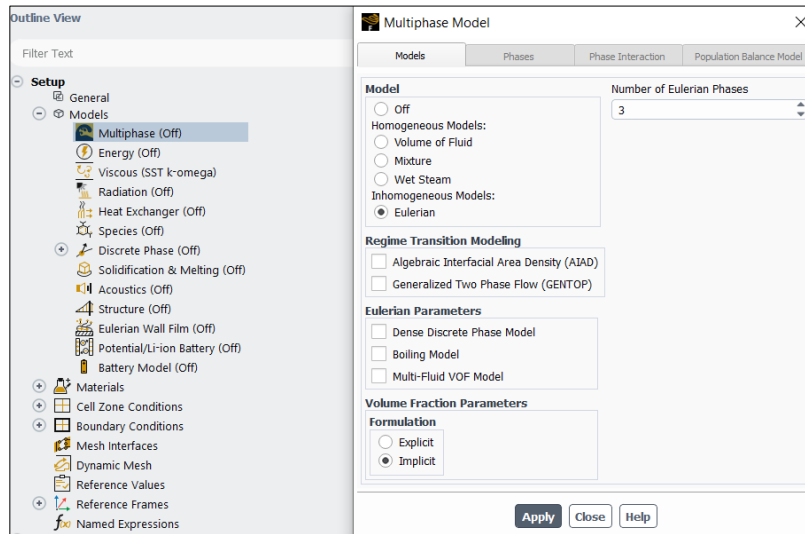 Outline View
Filter Text
Setup
General
Models
Multiphase (Off)
Energy (Off)
Viscous (SST k-omega)
Radiation (Off)
Heat Exchanger (Off)
Species (Off)
Discrete Phase (Off)
Solidification & Melting (Off)
Acoustics (Off)
Structure (Off)
Eulerian Wall Film (Off)
Potential/Li-ion Battery (Off)
Battery Model (Off)
Materials
Cell Zone Conditions
Boundary Conditions
Mesh Interfaces
Dynamic Mesh
Reference Values
Reference Frames
f(x) Named Expressions
Multiphase Model
Models Phases Phase Interaction Population Balance Model
Model
Off
Homogeneous Models:
Volume of Fluid
Mixture
Wet Steam
Inhomogeneous Models:
Eulerian
Number of Eulerian Phases
3
Regime Transition Modeling
Algebraic Interfacial Area Density (AIAD)
Generalized Two Phase Flow (GENTOP)
Eulerian Parameters
Dense Discrete Phase Model
Boiling Model
Multi-Fluid VOF Model
Volume Fraction Parameters
Formulation
Explicit
Implicit
Apply Close Help